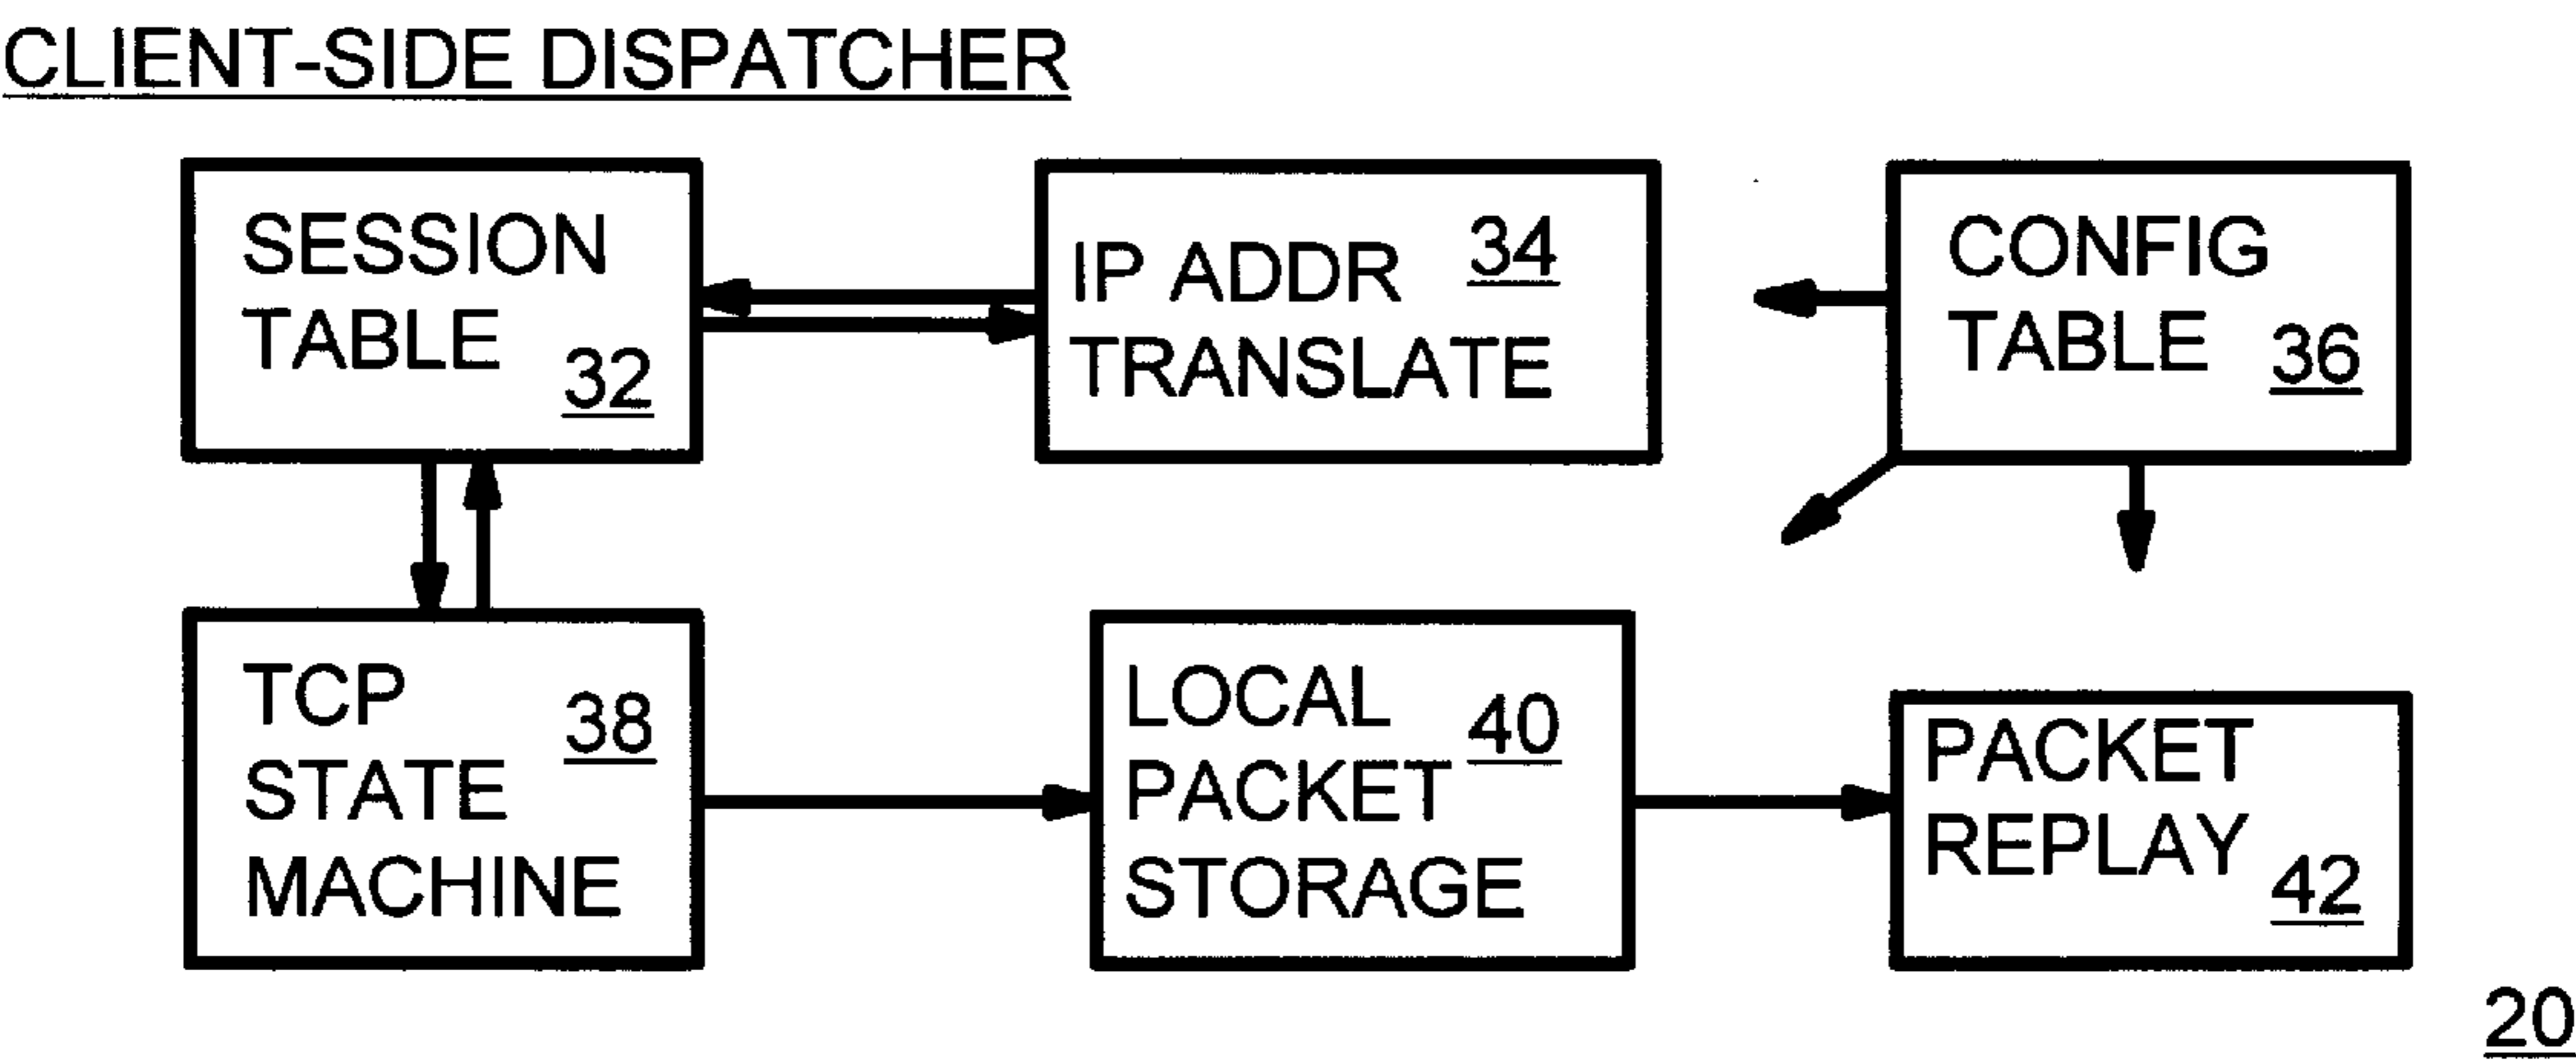 CLIENT-SIDE DISPATCHER
SESSION
TABLE
32
IP ADDR
TRANSLATE
34
CONFIG
TABLE
36
TCP
STATE
MACHINE
38
LOCAL
PACKET
STORAGE
40
PACKET
REPLAY
42
20